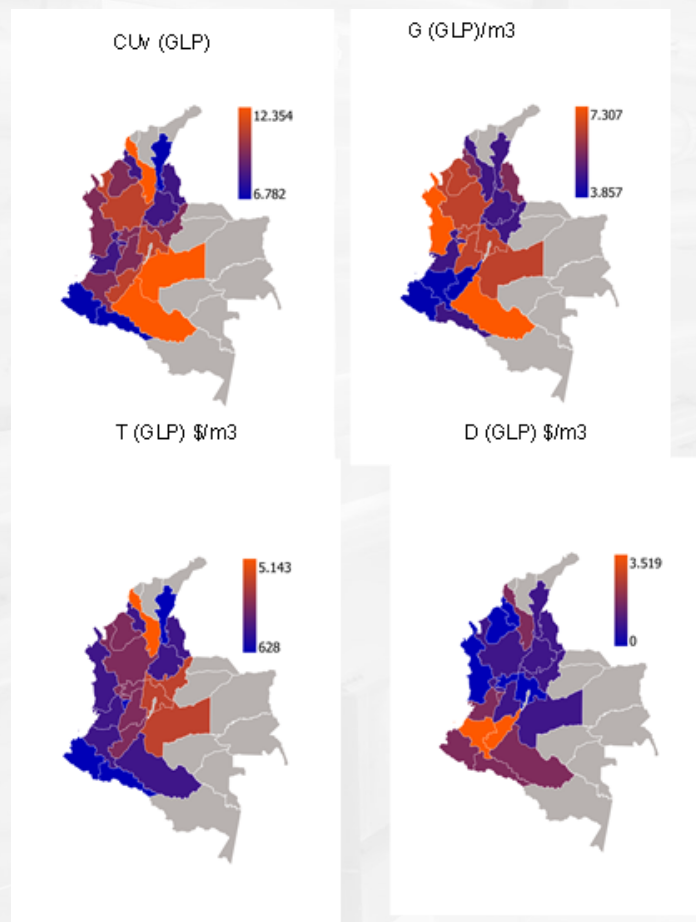 CUv (GLP)
G (GLP)/m3
12.354
6.782
7.307
3.857
T (GLP) $/m3
D (GLP) $/m3
5.143
628
3.519
0